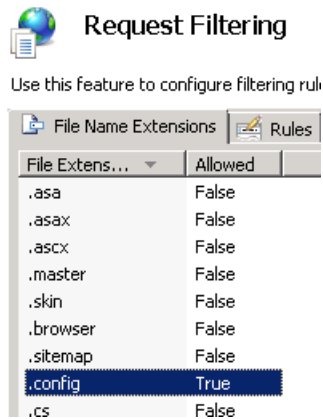 Request Filtering
Use this feature to configure filtering rul
File Name Extensions Rules
File Extens... Allowed
.asa False
.asax False
.ascx False
.master False
.skin False
.browser False
.sitemap False
.config True
.cs False